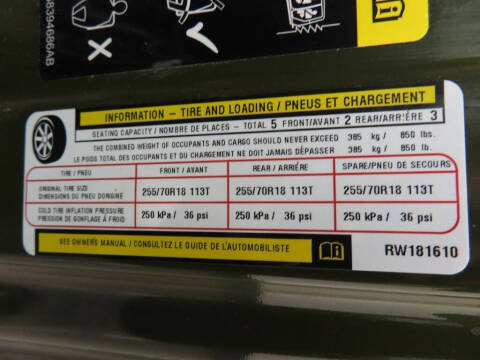 68394686AB
INFORMATION – TIRE AND LOADING / PNEUS ET CHARGEMENT
SEATING CAPACITY / NOMBRE DE PLACES – TOTAL 5 FRONT/AVANT 2 REAR/ARRIÈRE 3
THE COMBINED WEIGHT OF OCCUPANTS AND CARGO SHOULD NEVER EXCEED 385 kg / 850 lbs.
LE POIDS TOTAL DES OCCUPANTS ET DU CHARGEMENT NE DOIT JAMAIS DÉPASSER 385 kg / 850 lb.
TIRE / PNEU FRONT/AVANT REAR / ARRIÈRE SPARE/PNEU DE SECOURS
ORIGINAL TIRE SIZE
DIMENSIONS DU PNEU DORIGINE 255/70R18 113T 255/70R18 113T 255/70R18 113T
COLD TIRE INFLATION PRESSURE
PRESSION DE GONFLAGE À FROID 250 kPa / 36 psi 250 kPa / 36 psi 250 kPa / 36 psi
SEE OWNERS MANUAL / CONSULTEZ LE GUIDE DE L'AUTOMOBILISTE
RW181610